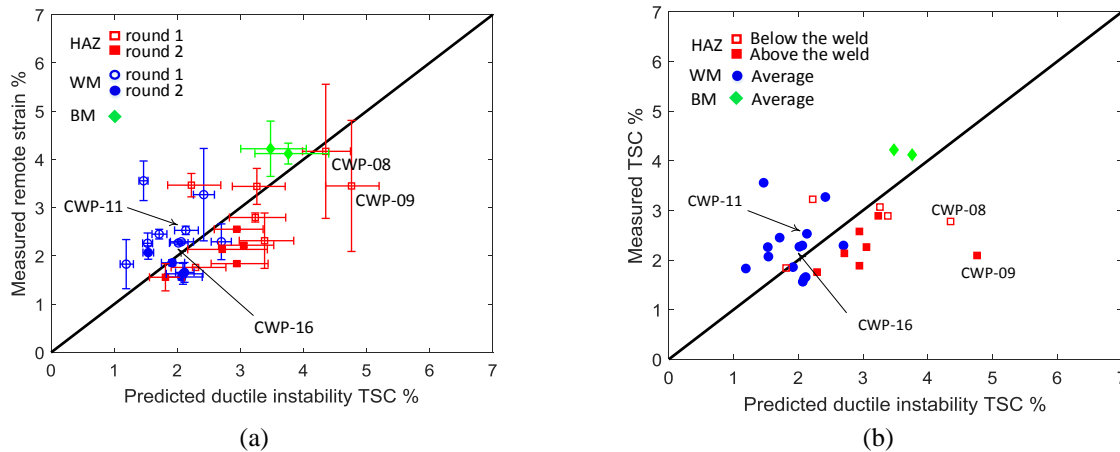 7
6
5
4
3
2
1
0
Measured remote strain %
HAZ
round 1
round 2
WM
round 1
round 2
BM
CWP-08
CWP-09
CWP-11
CWP-16
0 1 2 3 4 5 6 7
Predicted ductile instability TSC %
(a)
7
6
5
4
3
2
1
0
Measured TSC %
HAZ
Below the weld
Above the weld
WM Average
BM Average
CWP-11
CWP-08
CWP-09
CWP-16
0 1 2 3 4 5 6 7
Predicted ductile instability TSC %
(b)